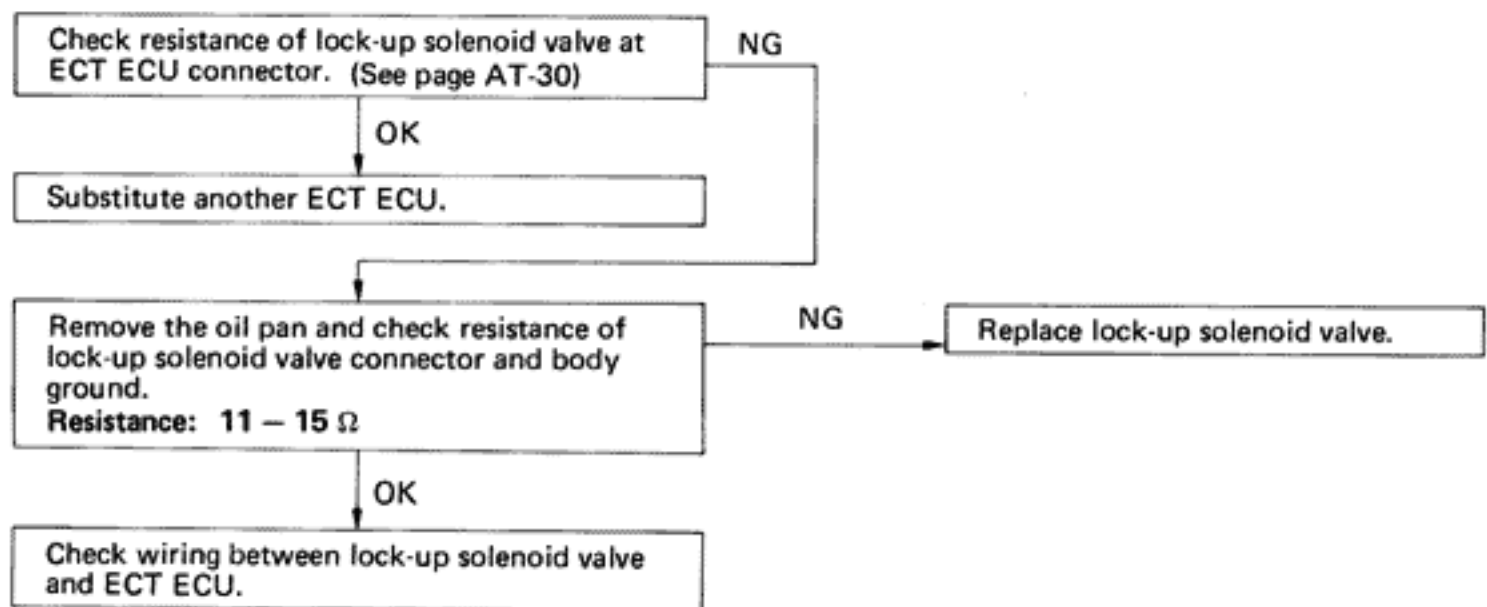 Check resistance of lock-up solenoid valve at
ECT ECU connector. (See page AT-30)
NG
OK
Substitute another ECT ECU.
Remove the oil pan and check resistance of
lock-up solenoid valve connector and body
ground.
Resistance: 11 – 15 Ω
NG
Replace lock-up solenoid valve.
OK
Check wiring between lock-up solenoid valve
and ECT ECU.